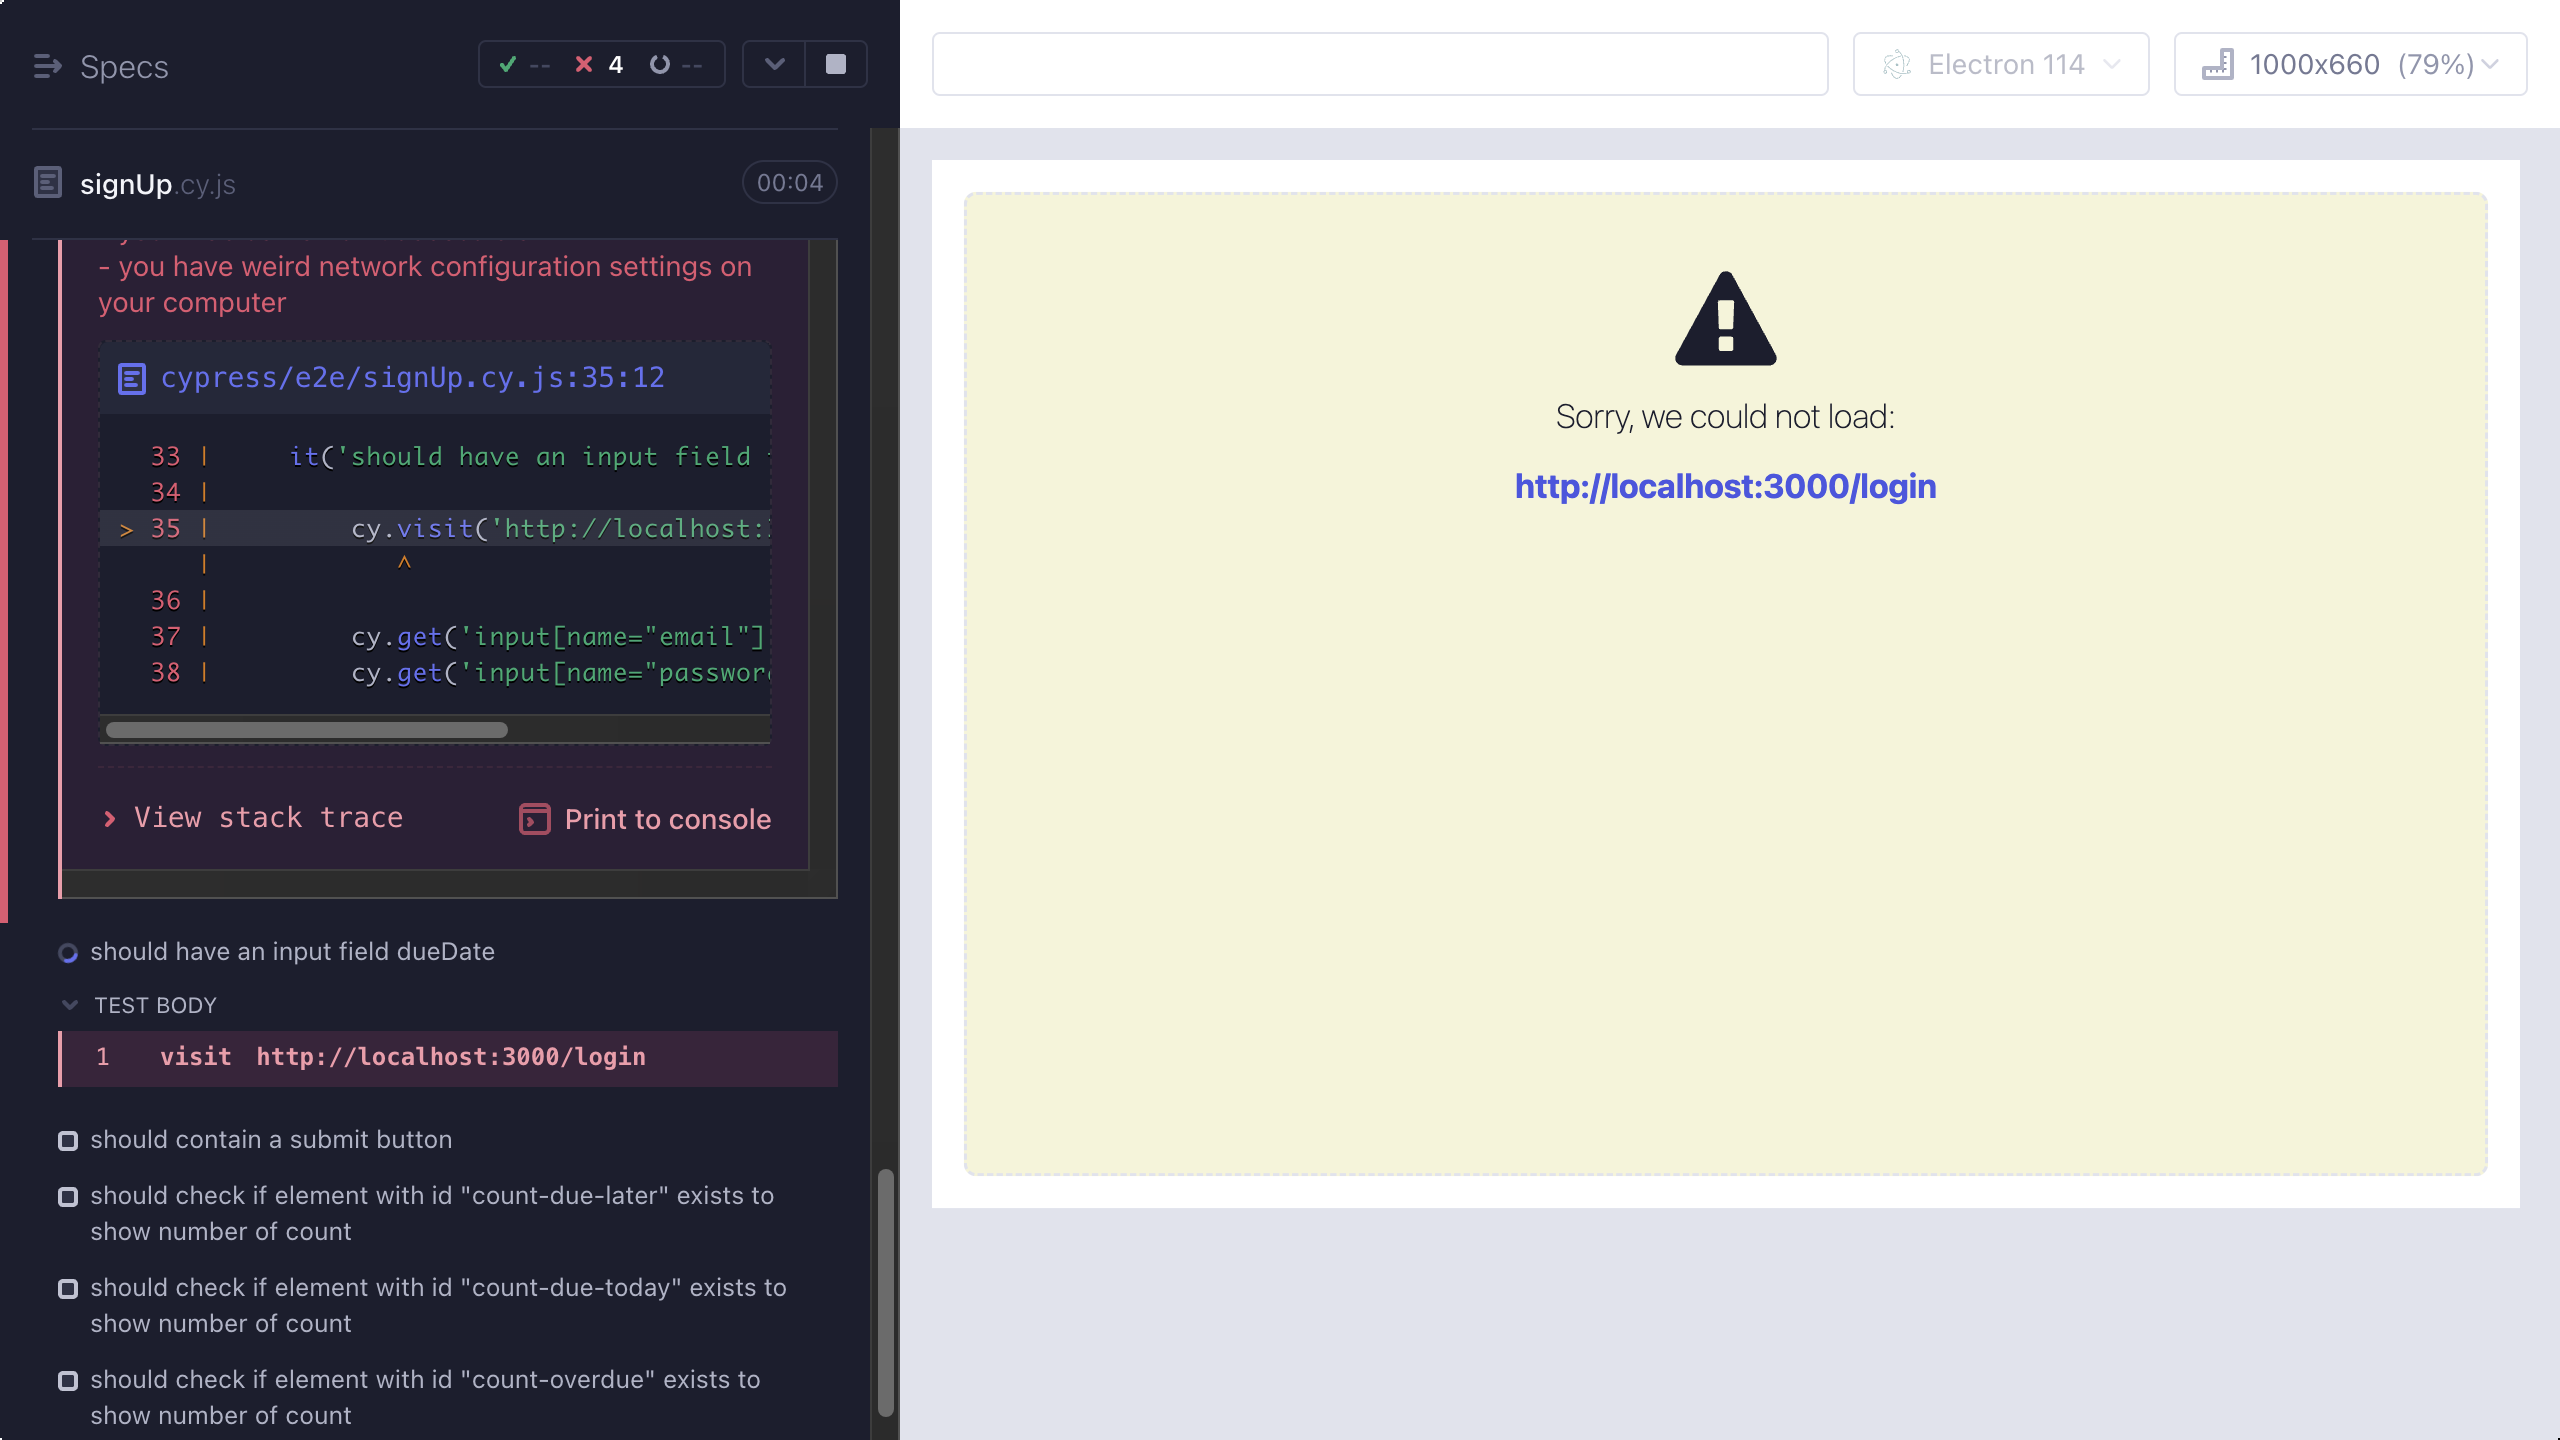 Specs
-- 4 --
signUp.cy.js
00:04
- you have weird network configuration settings on
your computer
cypress/e2e/signUp.cy.js:35:12
33 | it('should have an input field
34 |
> 35 | cy.visit('http://localhost:
| ^
36 |
37 | cy.get('input[name="email"]
38 | cy.get('input[name="password
View stack trace
Print to console
should have an input field dueDate
TEST BODY
1 visit http://localhost:3000/login
should contain a submit button
should check if element with id "count-due-later" exists to
show number of count
should check if element with id "count-due-today" exists to
show number of count
should check if element with id "count-overdue" exists to
show number of count
Electron 114
1000x660 (79%)
Sorry, we could not load:
http://localhost:3000/login